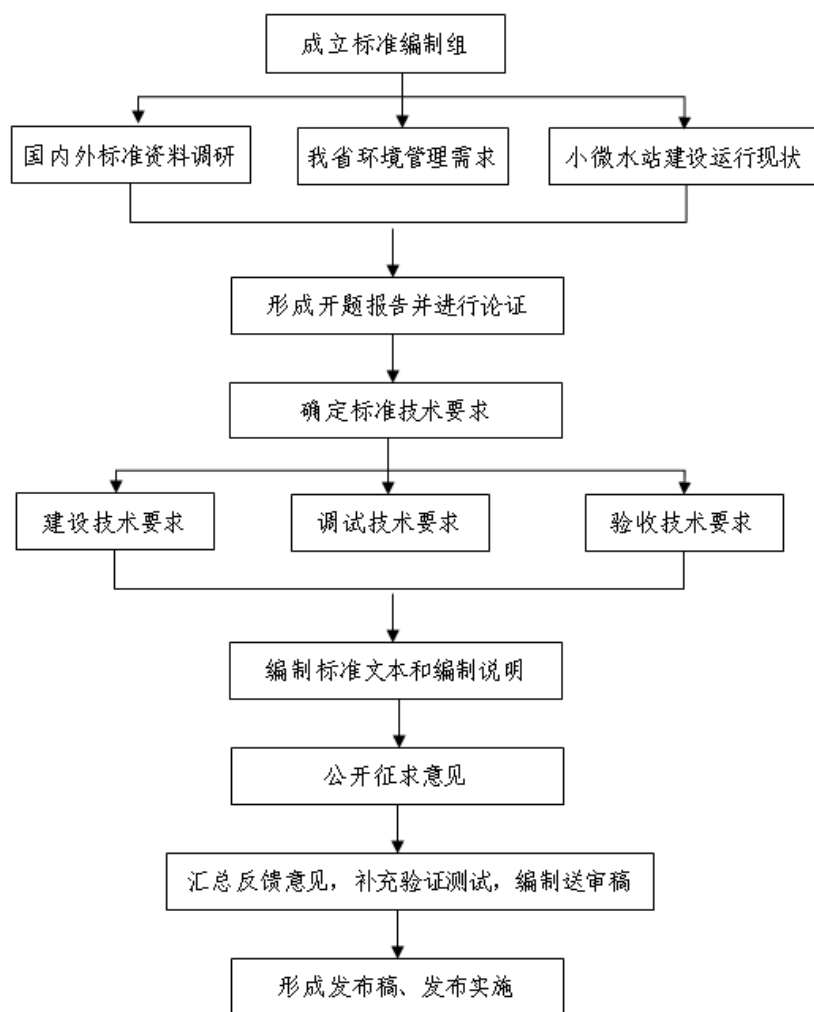 成立标准编制组
国内外标准资料调研
我省环境管理需求
小微水站建设运行现状
形成开题报告并进行论证
确定标准技术要求
建设技术要求
调试技术要求
验收技术要求
编制标准文本和编制说明
公开征求意见
汇总反馈意见，补充验证测试，编制送审稿
形成发布稿、发布实施